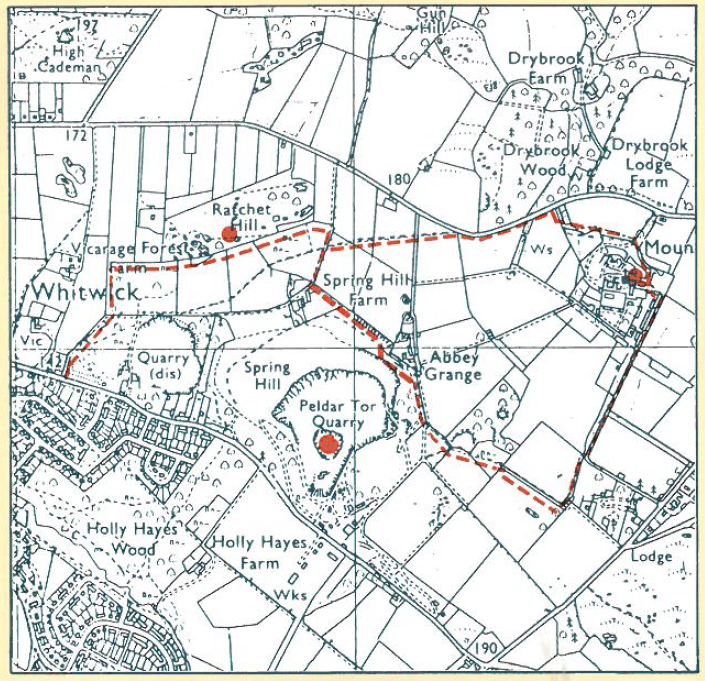 197
High
Cademan
Gun
Hill
Drybrook
Farm
172
Drybrook
Wood
Drybrook
Lodge
Farm
180
Ratchet
Hill
Vicarage Forest
Farm
Ws
Moun
Whitwick
Spring Hill
Farm
Vic
Quarry
(dis)
Spring
Hill
Abbey
Grange
Peldar Tor
Quarry
Holly Hayes
Wood
Holly Hayes
Farm
Wks
Lodge
190